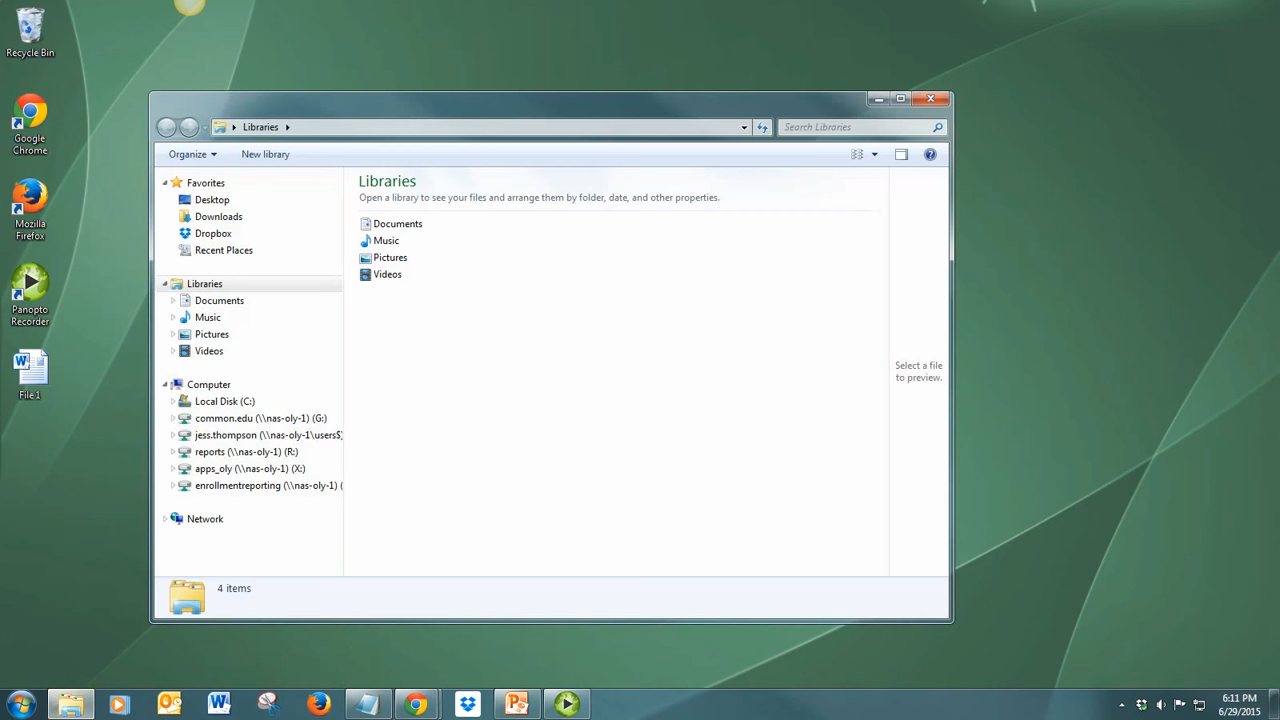 Recycle Bin
Google
Chrome
Mozilla
Firefox
Panopto
Recorder
File1
Libraries
Search Libraries
Organize
New library
Favorites
Desktop
Downloads
Dropbox
Recent Places
Libraries
Documents
Music
Pictures
Videos
Computer
Local Disk (C:)
common.edu (\\nas-oly-1) (G:)
jess.thompson (\\nas-oly-1\users$)
reports (\\nas-oly-1) (R:)
apps_oly (\\nas-oly-1) (X:)
enrollmentreporting (\\nas-oly-1) (
Network
Libraries
Open a library to see your files and arrange them by folder, date, and other properties.
Documents
Music
Pictures
Videos
Select a file
to preview.
4 items
6:11 PM
6/29/2015